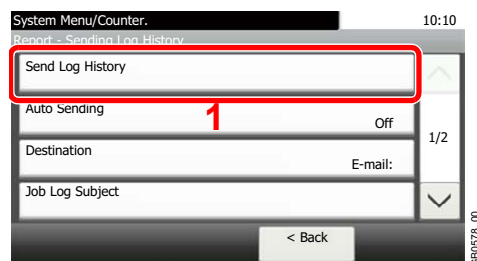 System Menu/Counter.
10:10
Report - Sending Log History
Send Log History
Auto Sending
Off
1
1/2
Destination
E-mail:
Job Log Subject
< Back
GB0578_00